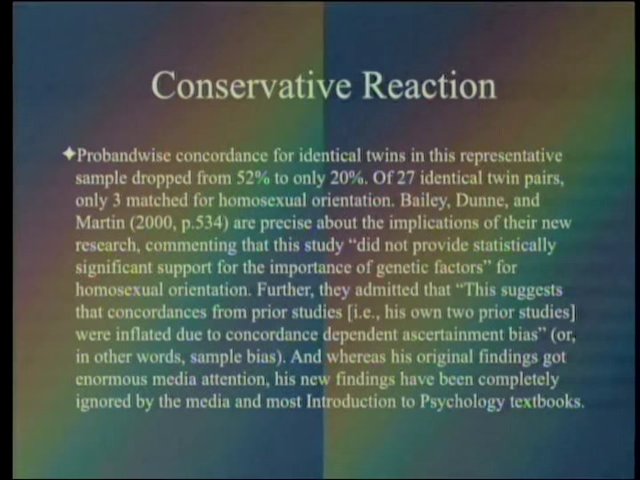 Conservative Reaction
✦Probandwise concordance for identical twins in this representative
sample dropped from 52% to only 20%. Of 27 identical twin pairs,
only 3 matched for homosexual orientation. Bailey, Dunne, and
Martin (2000, p.534) are precise about the implications of their new
research, commenting that this study “did not provide statistically
significant support for the importance of genetic factors” for
homosexual orientation. Further, they admitted that “This suggests
that concordances from prior studies [i.e., his own two prior studies]
were inflated due to concordance dependent ascertainment bias” (or,
in other words, sample bias). And whereas his original findings got
enormous media attention, his new findings have been completely
ignored by the media and most Introduction to Psychology textbooks.